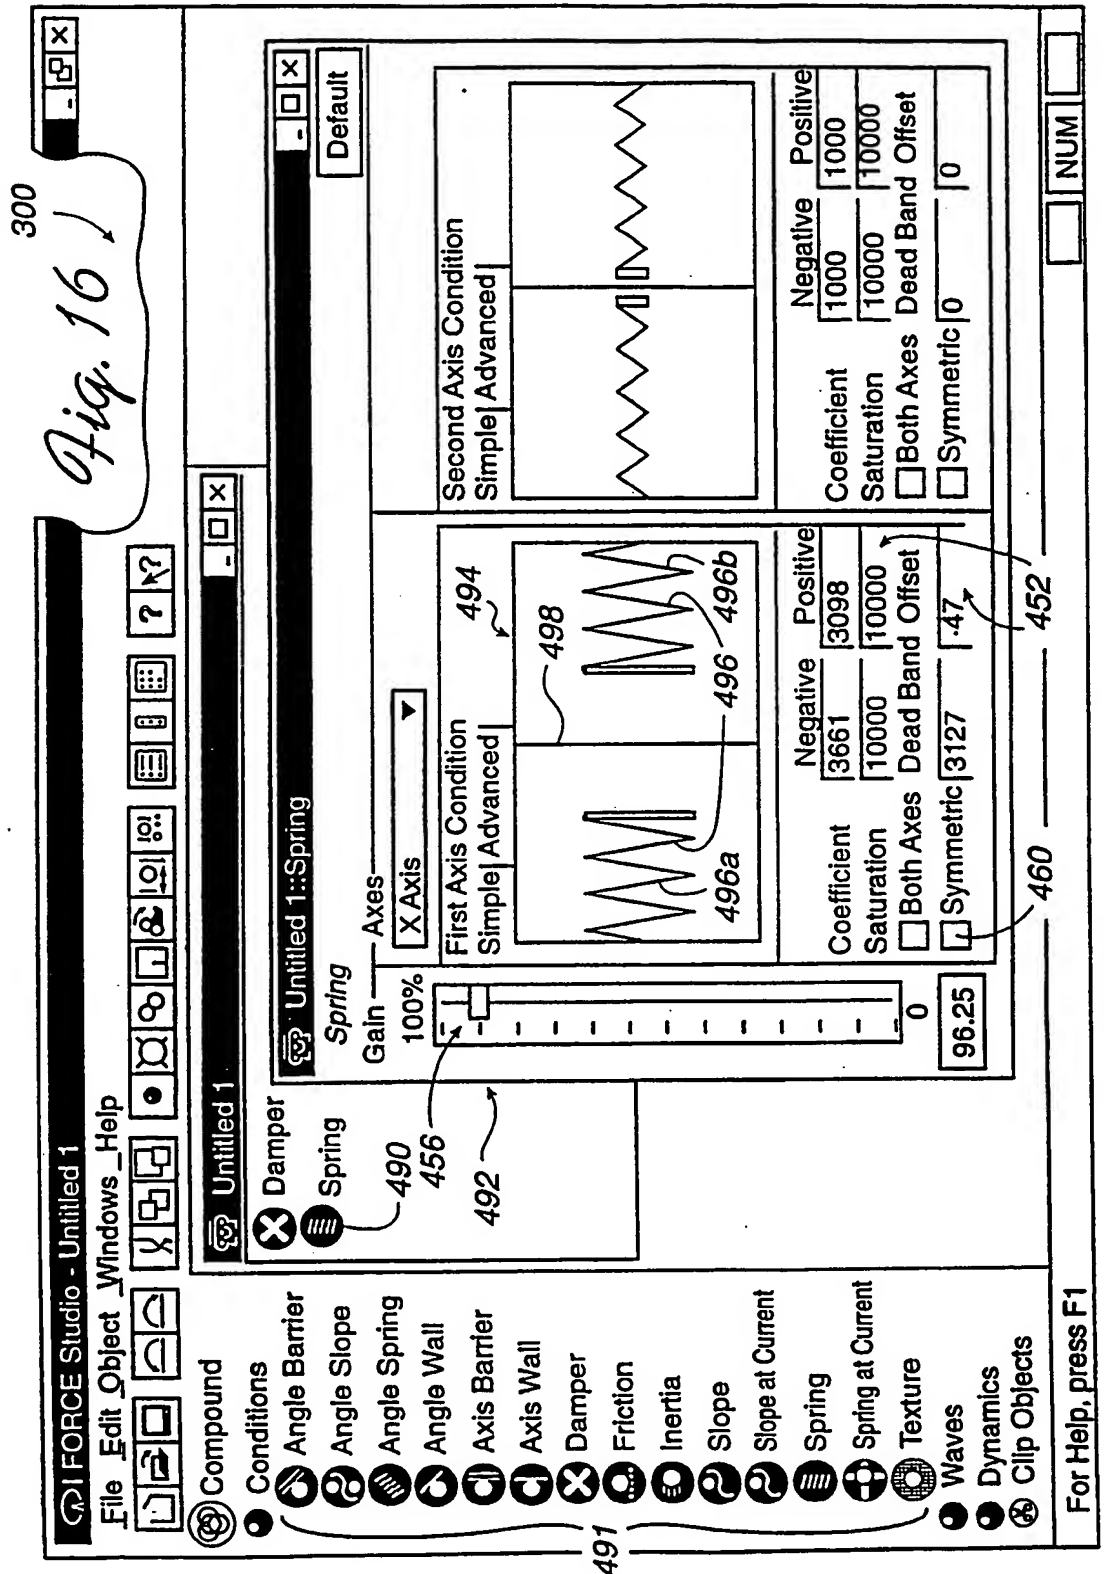 Fig. 16
300
I FORCE Studio - Untitled 1
File Edit Object Windows Help
Compound
Conditions
Angle Barrier
Angle Slope
Angle Spring
Angle Wall
Axis Barrier
Axis Wall
Damper
Friction
Inertia
Slope
Slope at Current
Spring
Spring at Current
Texture
Waves
Dynamics
Clip Objects
491
Untitled 1
Damper
Spring
490
456
492
Untitled 1::Spring
Spring
Default
Gain
100%
0
96.25
Axes
X Axis
First Axis Condition
Simple Advanced
494
498
496a
496
496b
Negative Positive
Coefficient 3661 3098
Saturation 10000 10000
Both Axes Dead Band Offset
Symmetric 3127 .47
460
452
Second Axis Condition
Simple Advanced
Negative Positive
Coefficient 1000 1000
Saturation 10000 10000
Both Axes Dead Band Offset
Symmetric 0 0
For Help, press F1
NUM